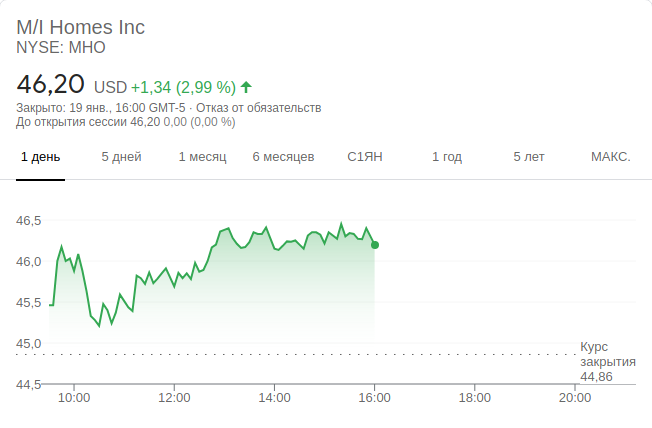 M/I Homes Inc
NYSE: MHO
46,20 USD +1,34 (2,99 %)
Закрыто: 19 янв., 16:00 GMT-5 · Отказ от обязательств
До открытия сессии 46,20 0,00 (0,00 %)
1 день 5 дней 1 месяц 6 месяцев С1ЯН 1 год 5 лет МАКС.
46,5
46,0
45,5
45,0
Курс
закрытия
44,86
44,5
10:00 12:00 14:00 16:00 18:00 20:00